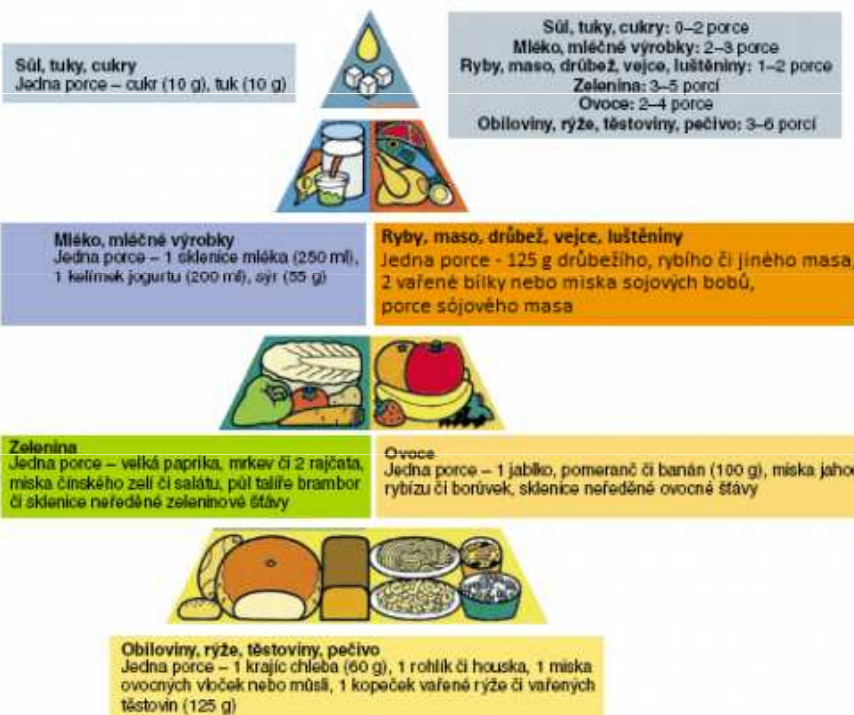 Sůl, tuky, cukry
Jedna porce – cukr (10 g), tuk (10 g)
Sůl, tuky, cukry: 0–2 porce
Mléko, mléčné výrobky: 2–3 porce
Ryby, maso, drůbež, vejce, luštěniny: 1–2 porce
Zelenina: 3–5 porcí
Ovoce: 2–4 porce
Obiloviny, rýže, těstoviny, pečivo: 3–6 porcí
Mléko, mléčné výrobky
Jedna porce – 1 sklenice mléka (250 ml),
1 kelímek jogurtu (200 ml), sýr (55 g)
Ryby, maso, drůbež, vejce, luštěniny
Jedna porce - 125 g drůbežího, rybího či jiného masa,
2 vařené bílky nebo miska sojových bobů,
porce sójového masa
Zelenina
Jedna porce – velká paprika, mrkev či 2 rajčata,
miska čínského zelí či salátu, půl talíře brambor
či sklenice neředěné zeleninové šťávy
Ovoce
Jedna porce – 1 jablko, pomeranč či banán (100 g), miska jahod
rybízu či borůvek, sklenice neředěné ovocné šťávy
Obiloviny, rýže, těstoviny, pečivo
Jedna porce – 1 krajíc chleba (60 g), 1 rohlík či houska, 1 miska
ovocných vloček nebo műsli, 1 kopeček vařené rýže či vařených
těstovin (125 g)